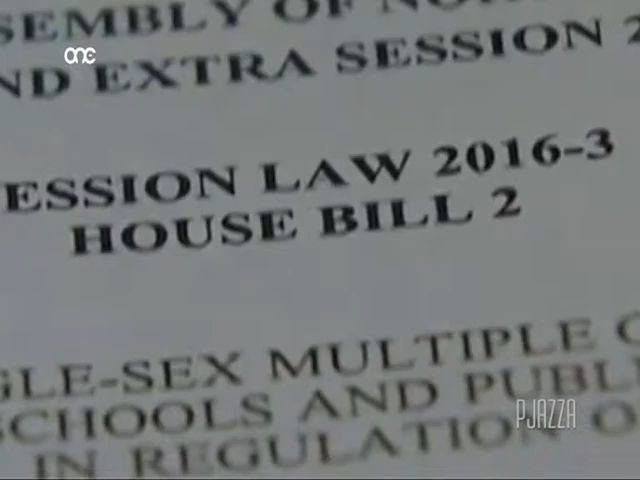 SEMBLY OF NOR
one
ND EXTRA SESSION 2
ESSION LAW 2016-3
HOUSE BILL 2
GLE-SEX MULTIPLE
SCHOOLS AND PUBL
IN REGULATION O
PJAZZA